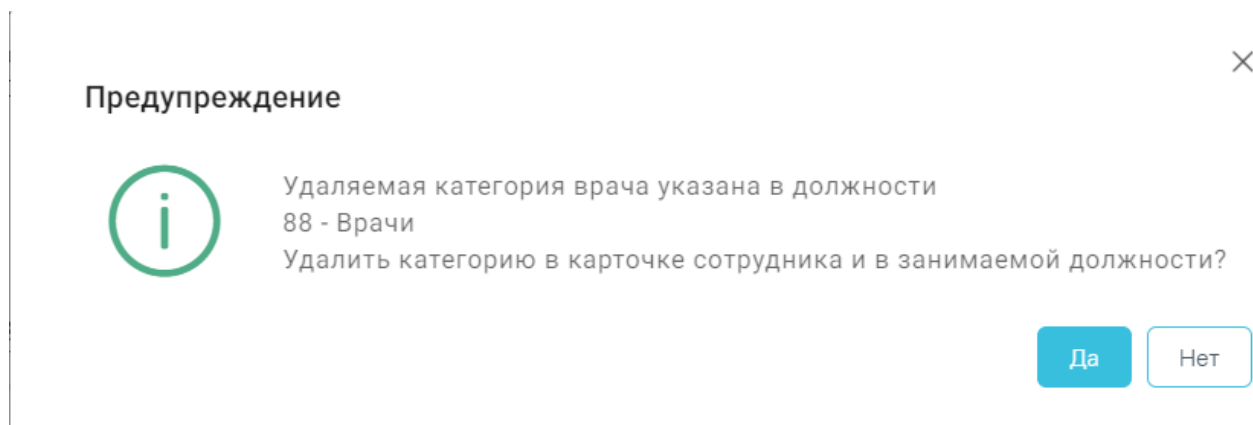 Предупреждение
Удаляемая категория врача указана в должности
88 - Врачи
Удалить категорию в карточке сотрудника и в занимаемой должности?
Да
Нет